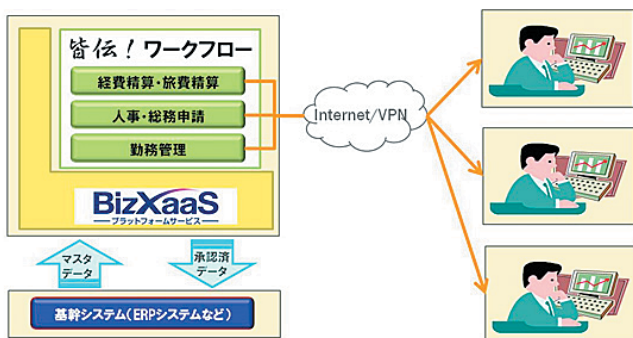 皆伝！ワークフロー
経費精算・旅費精算
人事・総務申請
勤務管理
Internet/VPN
BizXaaS
プラットフォームサービス
マスタ
データ
承認済
データ
基幹システム（ERPシステムなど）